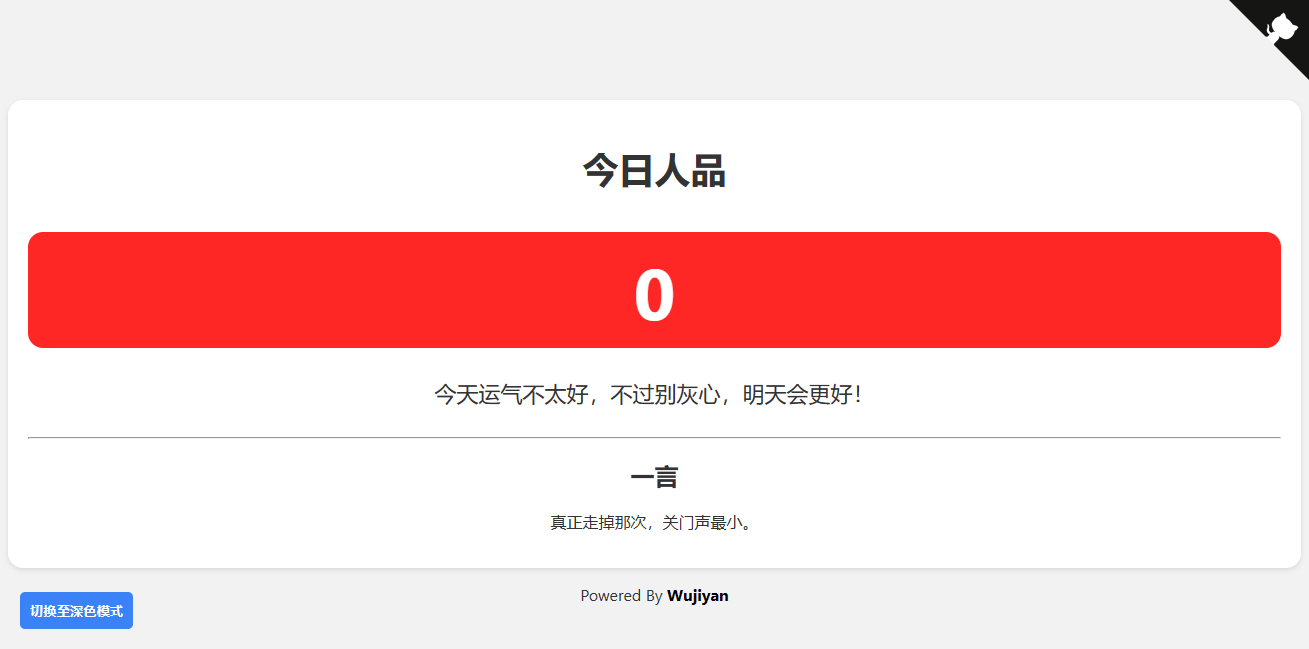 今日人品
0
今天运气不太好，不过别灰心，明天会更好！
一言
真正走掉那次，关门声最小。
Powered By Wujiyan
切换至深色模式